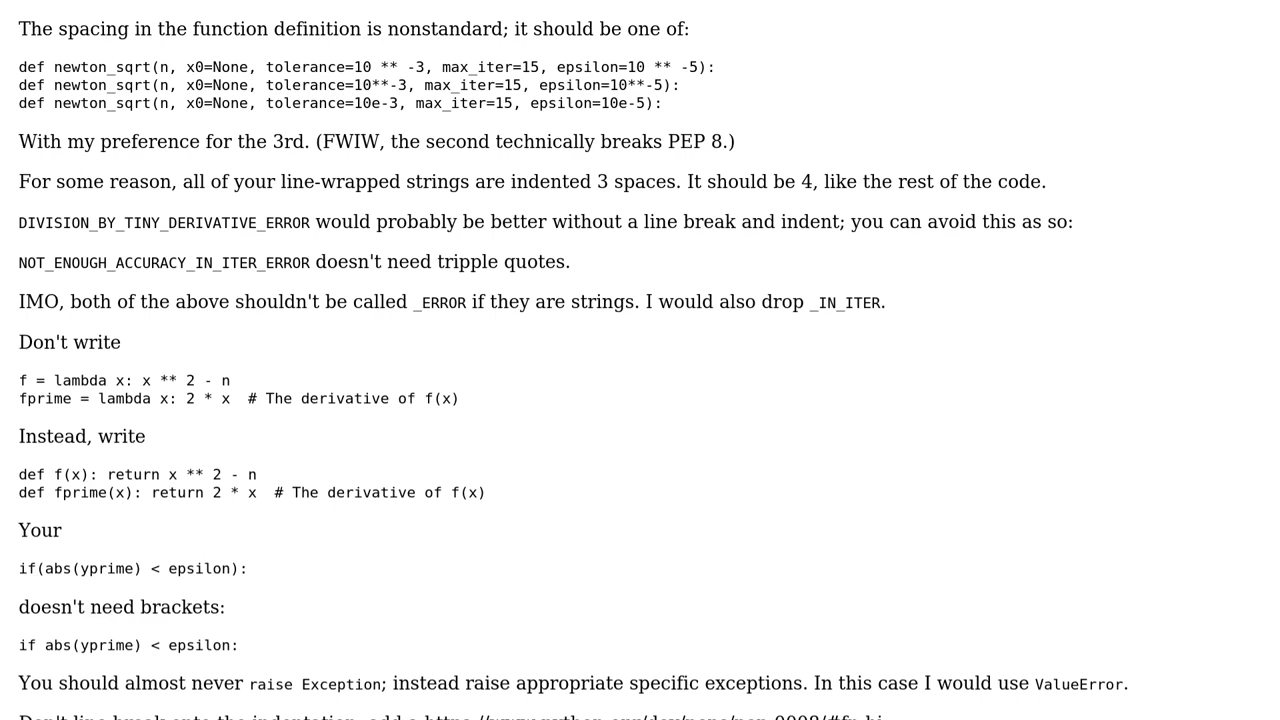 The spacing in the function definition is nonstandard; it should be one of:
def newton_sqrt(n, x0=None, tolerance=10 ** -3, max_iter=15, epsilon=10 ** -5):
def newton_sqrt(n, x0=None, tolerance=10**-3, max_iter=15, epsilon=10**-5):
def newton_sqrt(n, x0=None, tolerance=10e-3, max_iter=15, epsilon=10e-5):
With my preference for the 3rd. (FWIW, the second technically breaks PEP 8.)
For some reason, all of your line-wrapped strings are indented 3 spaces. It should be 4, like the rest of the code.
DIVISION_BY_TINY_DERIVATIVE_ERROR would probably be better without a line break and indent; you can avoid this as so:
NOT_ENOUGH_ACCURACY_IN_ITER_ERROR doesn't need tripple quotes.
IMO, both of the above shouldn't be called _ERROR if they are strings. I would also drop _IN_ITER.
Don't write
f = lambda x: x ** 2 - n
fprime = lambda x: 2 * x  # The derivative of f(x)
Instead, write
def f(x): return x ** 2 - n
def fprime(x): return 2 * x  # The derivative of f(x)
Your
if(abs(yprime) < epsilon):
doesn't need brackets:
if abs(yprime) < epsilon:
You should almost never raise Exception; instead raise appropriate specific exceptions. In this case I would use ValueError.